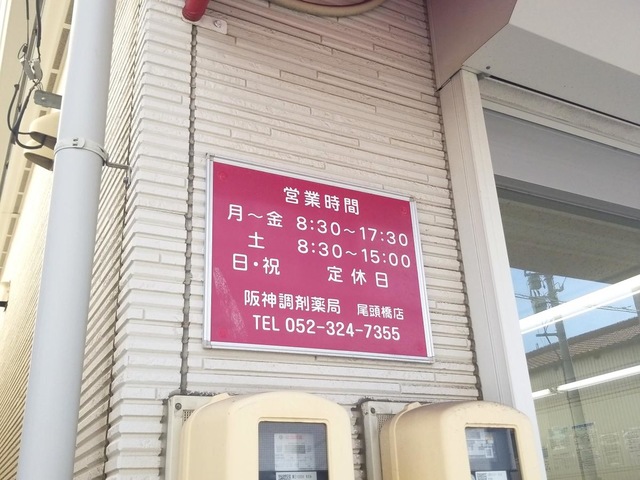 営業時間
月～金 8:30～17:30
土 8:30～15:00
日・祝 定休日
阪神調剤薬局 尾頭橋店
TEL 052-324-7355